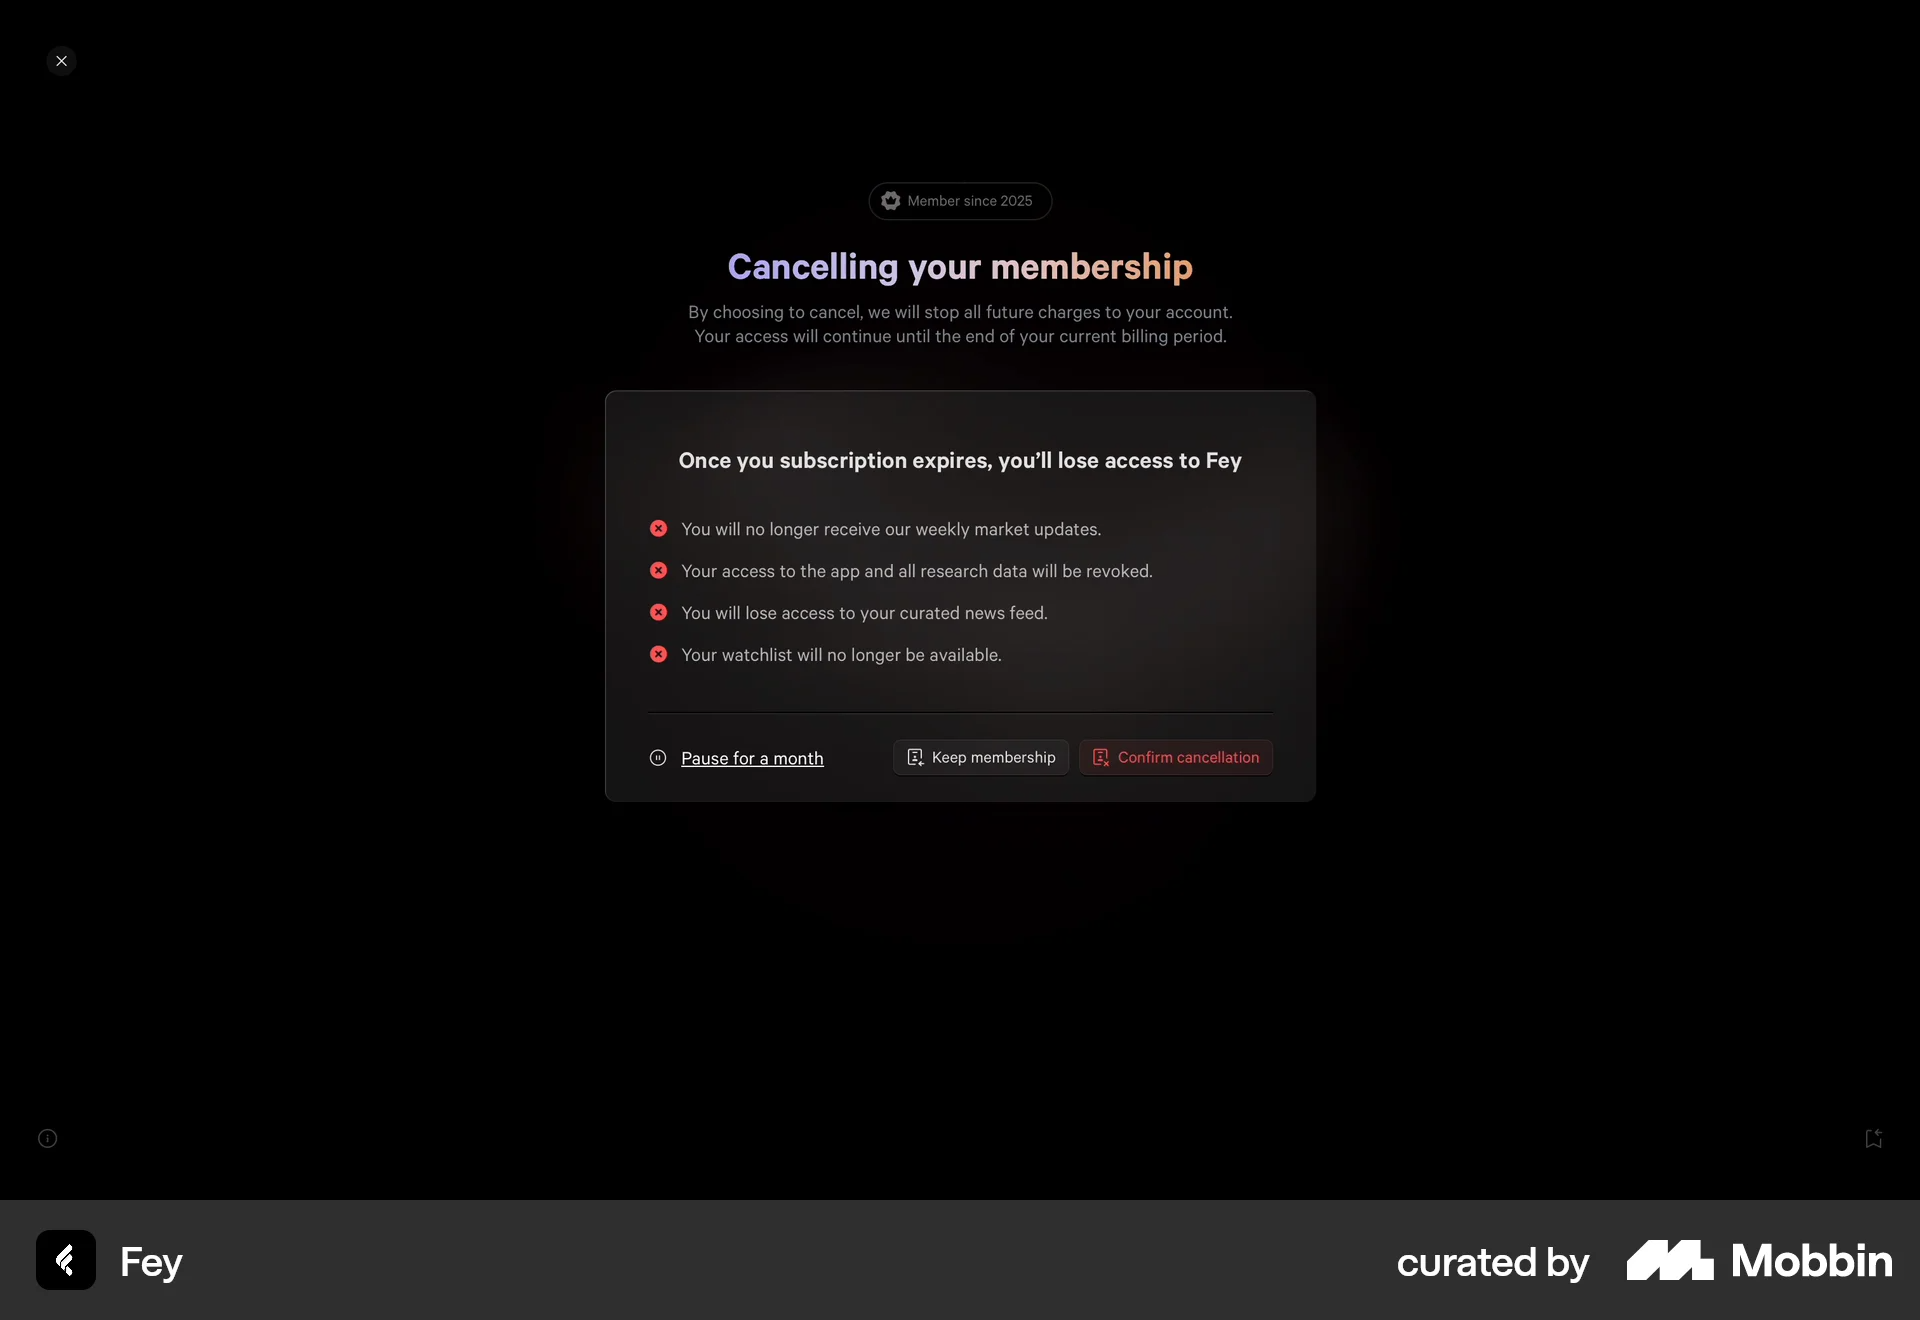 Member since 2025
Cancelling your membership
By choosing to cancel, we will stop all future charges to your account.
Your access will continue until the end of your current billing period.
Once you subscription expires, you’ll lose access to Fey
You will no longer receive our weekly market updates.
Your access to the app and all research data will be revoked.
You will lose access to your curated news feed.
Your watchlist will no longer be available.
Pause for a month
Keep membership
Confirm cancellation
Fey
curated by
Mobbin